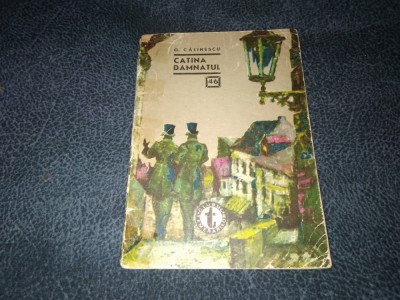 G. CĂLINESCU
CATINA
DAMNATUL
46
t